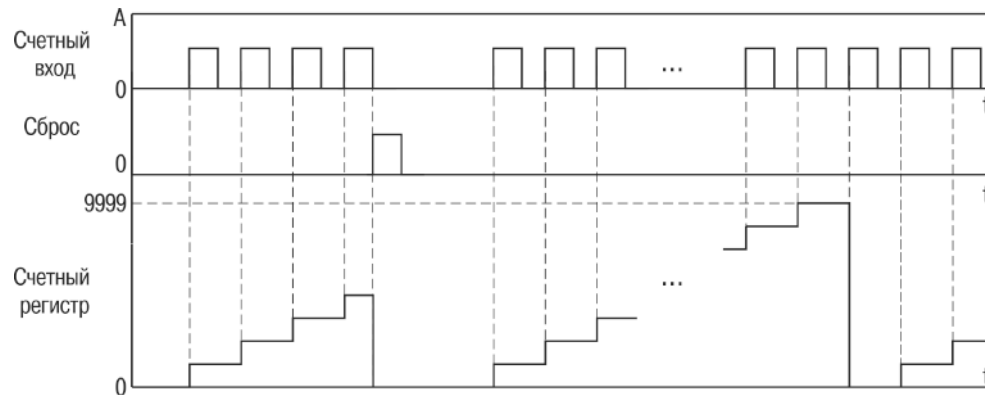 A
Счетный
вход
...
0
t
Сброс
0
t
9999
Счетный
регистр
...
0
t